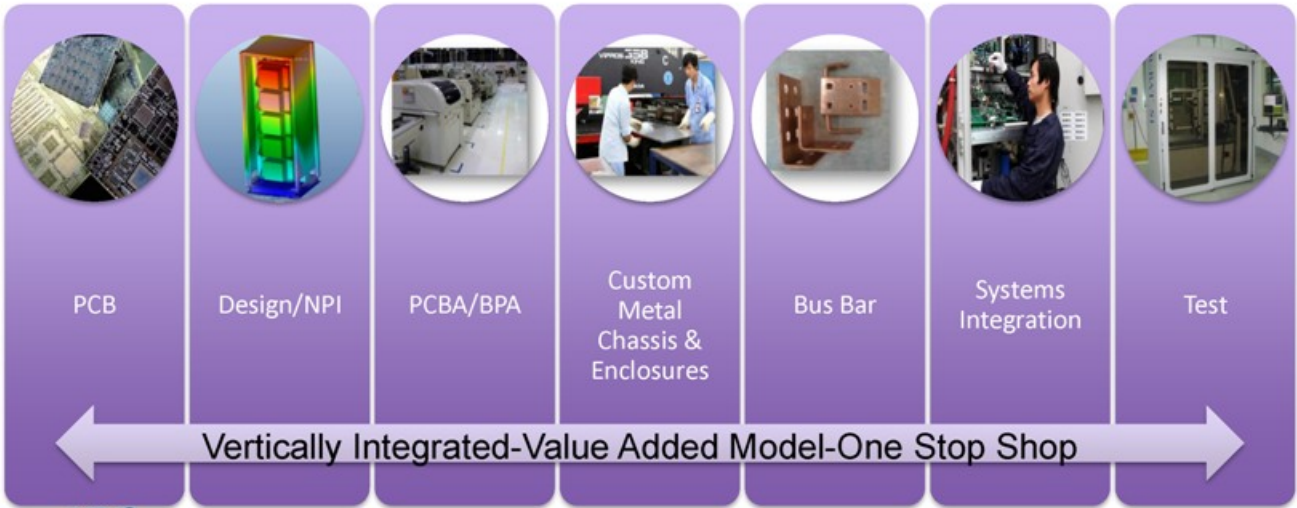 PCB
Design/NPI
PCBA/BPA
Custom
Metal
Chassis &
Enclosures
Bus Bar
Systems
Integration
Test
Vertically Integrated-Value Added Model-One Stop Shop